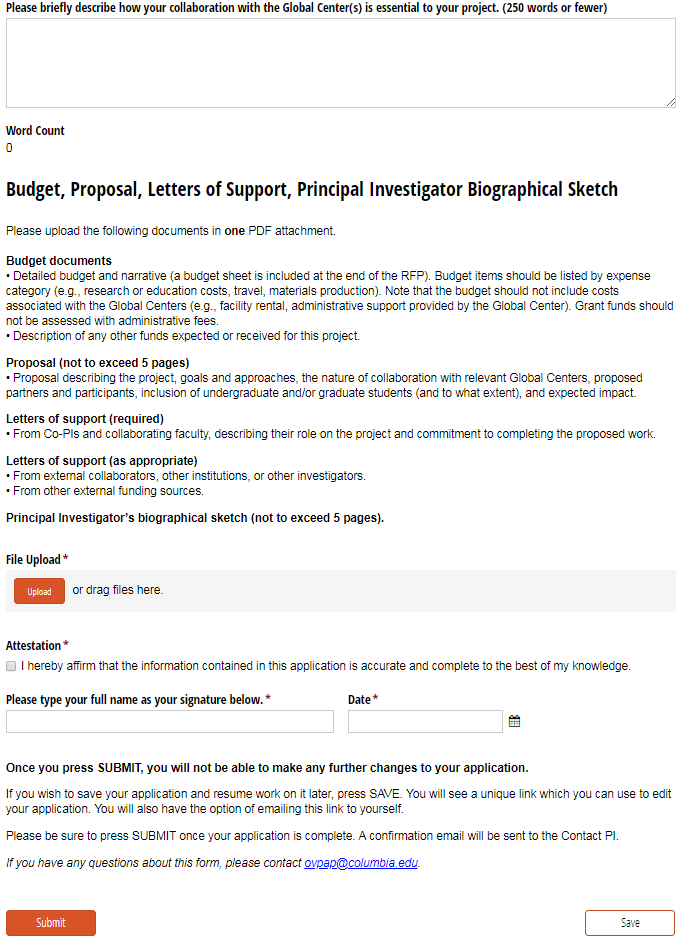 Please briefly describe how your collaboration with the Global Center(s) is essential to your project. (250 words or fewer)
Word Count
0
Budget, Proposal, Letters of Support, Principal Investigator Biographical Sketch
Please upload the following documents in one PDF attachment.
Budget documents
• Detailed budget and narrative (a budget sheet is included at the end of the RFP). Budget items should be listed by expense
category (e.g., research or education costs, travel, materials production). Note that the budget should not include costs
associated with the Global Centers (e.g., facility rental, administrative support provided by the Global Center). Grant funds should
not be assessed with administrative fees.
• Description of any other funds expected or received for this project.
Proposal (not to exceed 5 pages)
• Proposal describing the project, goals and approaches, the nature of collaboration with relevant Global Centers, proposed
partners and participants, inclusion of undergraduate and/or graduate students (and to what extent), and expected impact.
Letters of support (required)
• From Co-PIs and collaborating faculty, describing their role on the project and commitment to completing the proposed work.
Letters of support (as appropriate)
• From external collaborators, other institutions, or other investigators.
• From other external funding sources.
Principal Investigator's biographical sketch (not to exceed 5 pages).
File Upload *
Upload or drag files here.
Attestation *
I hereby affirm that the information contained in this application is accurate and complete to the best of my knowledge.
Please type your full name as your signature below. * Date *
Once you press SUBMIT, you will not be able to make any further changes to your application.
If you wish to save your application and resume work on it later, press SAVE. You will see a unique link which you can use to edit
your application. You will also have the option of emailing this link to yourself.
Please be sure to press SUBMIT once your application is complete. A confirmation email will be sent to the Contact PI.
If you have any questions about this form, please contact ovpap@columbia.edu.
Submit Save